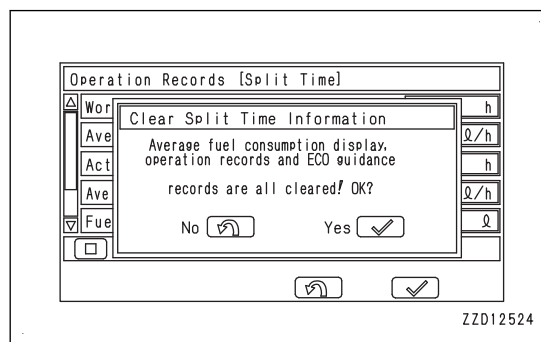 Operation Records [Split Time]
Wor h
Clear Split Time Information
Ave ℓ/h
Average fuel consumption display,
operation records and ECO guidance
Act h
records are all cleared! OK?
Ave ℓ/h
Fue ℓ
No Yes
ZZD12524